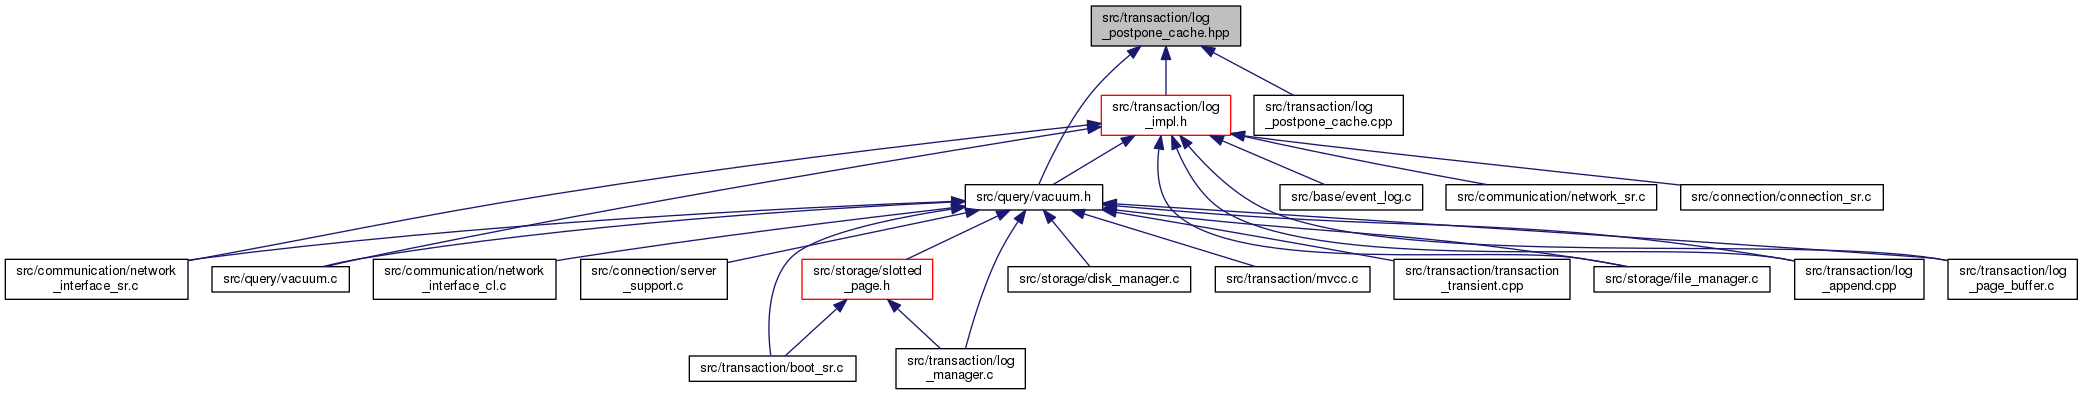 src/transaction/log
_postpone_cache.hpp
src/transaction/log
_impl.h
src/transaction/log
_postpone_cache.cpp
src/query/vacuum.h
src/base/event_log.c
src/communication/network_sr.c
src/connection/connection_sr.c
src/communication/network
_interface_sr.c
src/query/vacuum.c
src/communication/network
_interface_cl.c
src/connection/server
_support.c
src/storage/slotted
_page.h
src/storage/disk_manager.c
src/transaction/mvcc.c
src/transaction/transaction
_transient.cpp
src/storage/file_manager.c
src/transaction/log
_append.cpp
src/transaction/log
_page_buffer.c
src/transaction/boot_sr.c
src/transaction/log
_manager.c